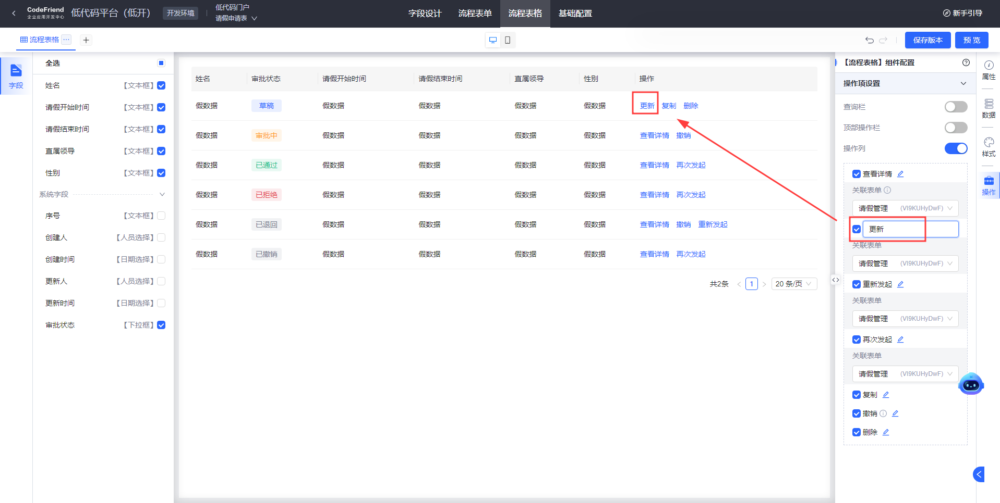 CodeFriend
企业应用开发中心
低代码平台（低开）
开发环境
低代码门户
请假申请表
字段设计
流程表单
流程表格
基础配置
新手引导
流程表格
保存版本
预 览
字段
全选
姓名 【文本框】
请假开始时间 【文本框】
请假结束时间 【文本框】
直属领导 【文本框】
性别 【文本框】
系统字段
序号 【文本框】
创建人 【人员选择】
创建时间 【日期选择】
更新人 【人员选择】
更新时间 【日期选择】
审批状态 【下拉框】
姓名 审批状态 请假开始时间 请假结束时间 直属领导 性别 操作
假数据 草稿 假数据 假数据 假数据 假数据 更新 复制 删除
假数据 审批中 假数据 假数据 假数据 假数据 查看详情 撤销
假数据 已通过 假数据 假数据 假数据 假数据 查看详情 再次发起
假数据 已拒绝 假数据 假数据 假数据 假数据 查看详情 再次发起
假数据 已退回 假数据 假数据 假数据 假数据 查看详情 撤销 重新发起
假数据 已撤销 假数据 假数据 假数据 假数据 查看详情 再次发起
共2条 1 20 条/页
【流程表格】组件配置
操作项设置
查询栏
顶部操作栏
操作列
查看详情
关联表单
请假管理 (VI9KUHyDwF)
更新
关联表单
请假管理 (VI9KUHyDwF)
重新发起
关联表单
请假管理 (VI9KUHyDwF)
再次发起
关联表单
请假管理 (VI9KUHyDwF)
复制
撤销
删除
属性
数据
样式
操作